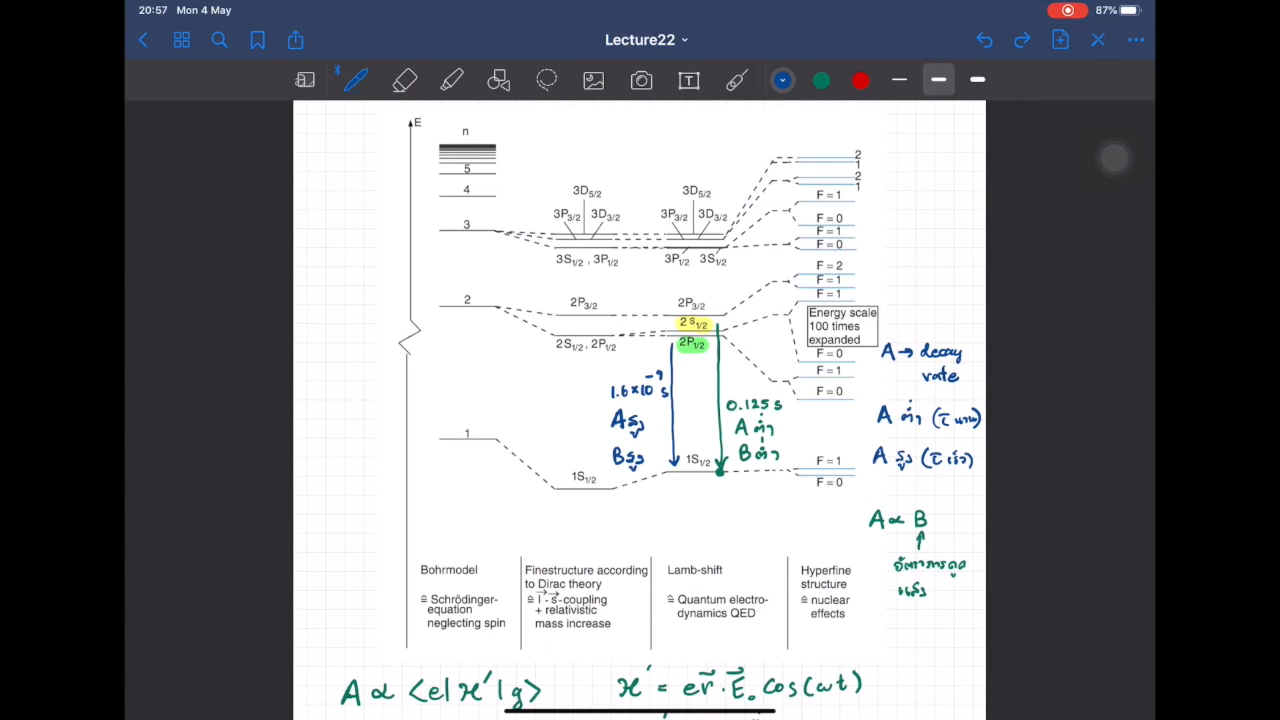 20:57 Mon 4 May
87%
Lecture22
T
E
n
5
4
3
2
1
3D5/2
3P3/2 3D3/2
3S1/2 , 3P1/2
2P3/2
2S1/2, 2P1/2
1S1/2
3D5/2
3P3/2 3D3/2
3P1/2 3S1/2
2P3/2
2 S1/2
2P1/2
1S1/2
2
1
2
1
F = 1
F = 0
F = 1
F = 0
F = 2
F = 1
F = 1
Energy scale
100 times
expanded
F = 0
F = 1
F = 0
F = 1
F = 0
1.6×10⁻⁹ s
A สูง
B สูง
0.125 s
A ต่ำ
B ต่ำ
A → decay
rate
A ต่ำ (τ นาน)
A สูง (τ เร็ว)
A ∝ B
↑
อัตราการดูด
แสง
Bohrmodel
≙ Schrödinger-
equation
neglecting spin
Finestructure according
to Dirac theory
≙ l⃗ - s⃗ -coupling
+ relativistic
mass increase
Lamb-shift
≙ Quantum electro-
dynamics QED
Hyperfine
structure
≙ nuclear
effects
A ∝ <e|ℋ'|g> ℋ' = er⃗ · E⃗₀ cos(ωt)